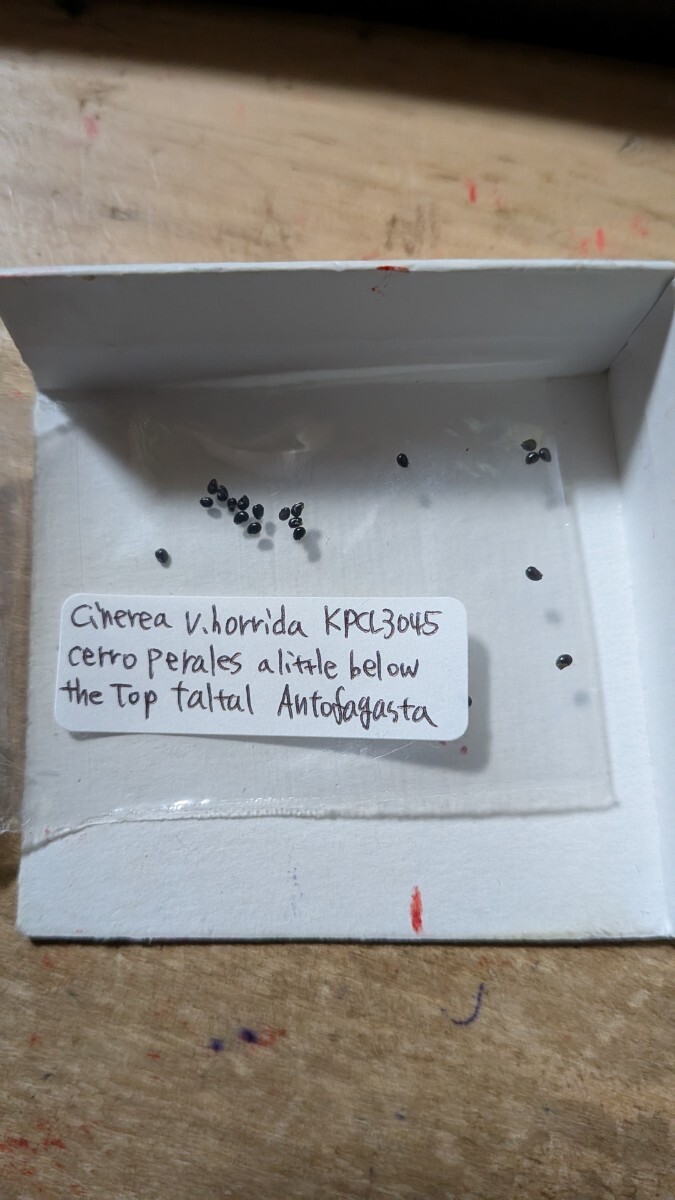 Cinerea v.horrida KPCL3045
cerro perales a little below
the Top taltal Antofagasta